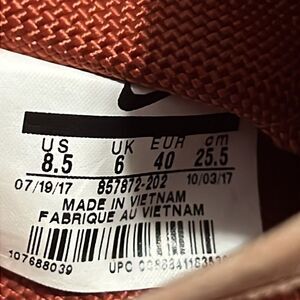 US UK EUR cm
8.5 6 40 25.5
07/19/17 857872-202 10/03/17
MADE IN VIETNAM
FABRIQUE AU VIETNAM
107688039
UPC